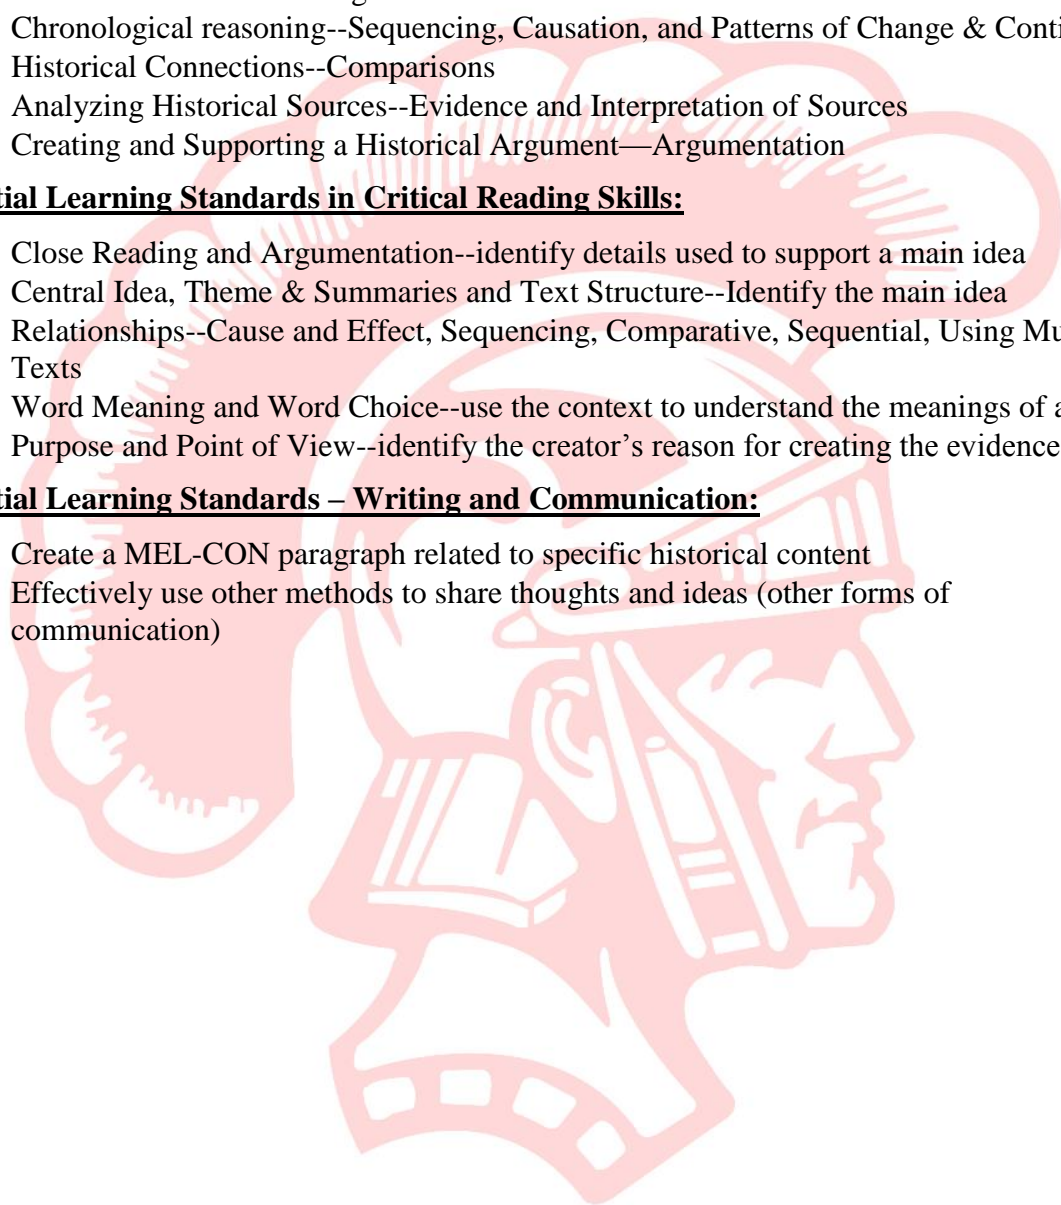 Chronological reasoning--Sequencing, Causation, and Patterns of Change & Conti
Historical Connections--Comparisons
Analyzing Historical Sources--Evidence and Interpretation of Sources
Creating and Supporting a Historical Argument—Argumentation
tial Learning Standards in Critical Reading Skills:
Close Reading and Argumentation--identify details used to support a main idea
Central Idea, Theme & Summaries and Text Structure--Identify the main idea
Relationships--Cause and Effect, Sequencing, Comparative, Sequential, Using Mu
Texts
Word Meaning and Word Choice--use the context to understand the meanings of a
Purpose and Point of View--identify the creator’s reason for creating the evidence
tial Learning Standards – Writing and Communication:
Create a MEL-CON paragraph related to specific historical content
Effectively use other methods to share thoughts and ideas (other forms of
communication)